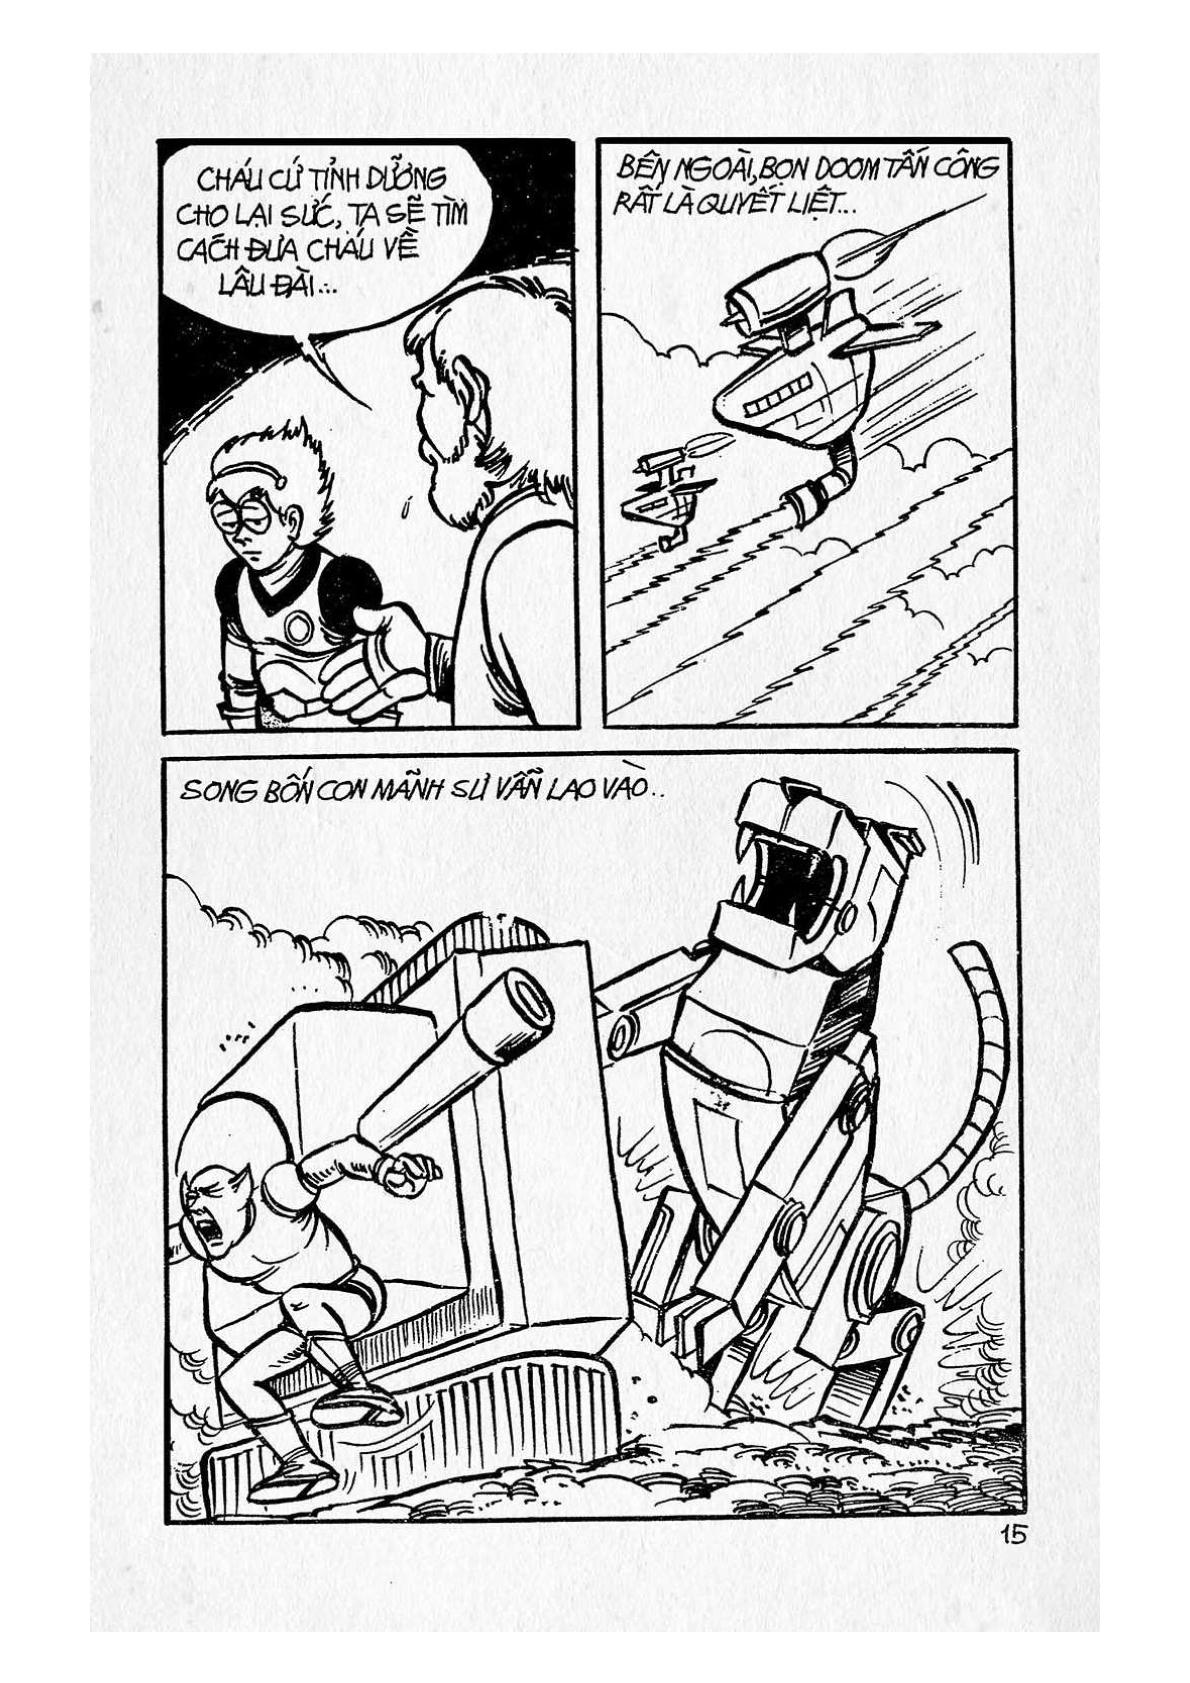 CHÁU CỨ TỈNH DƯỠNG
CHO LẠI SỨC, TA SẼ TÌM
CÁCH ĐƯA CHÁU VỀ
LÂU ĐÀI...
BÊN NGOÀI, BỌN DOOM TẤN CÔNG
RẤT LÀ QUYẾT LIỆT...
SONG BỐN CON MÃNH SƯ VẪN LAO VÀO..
15